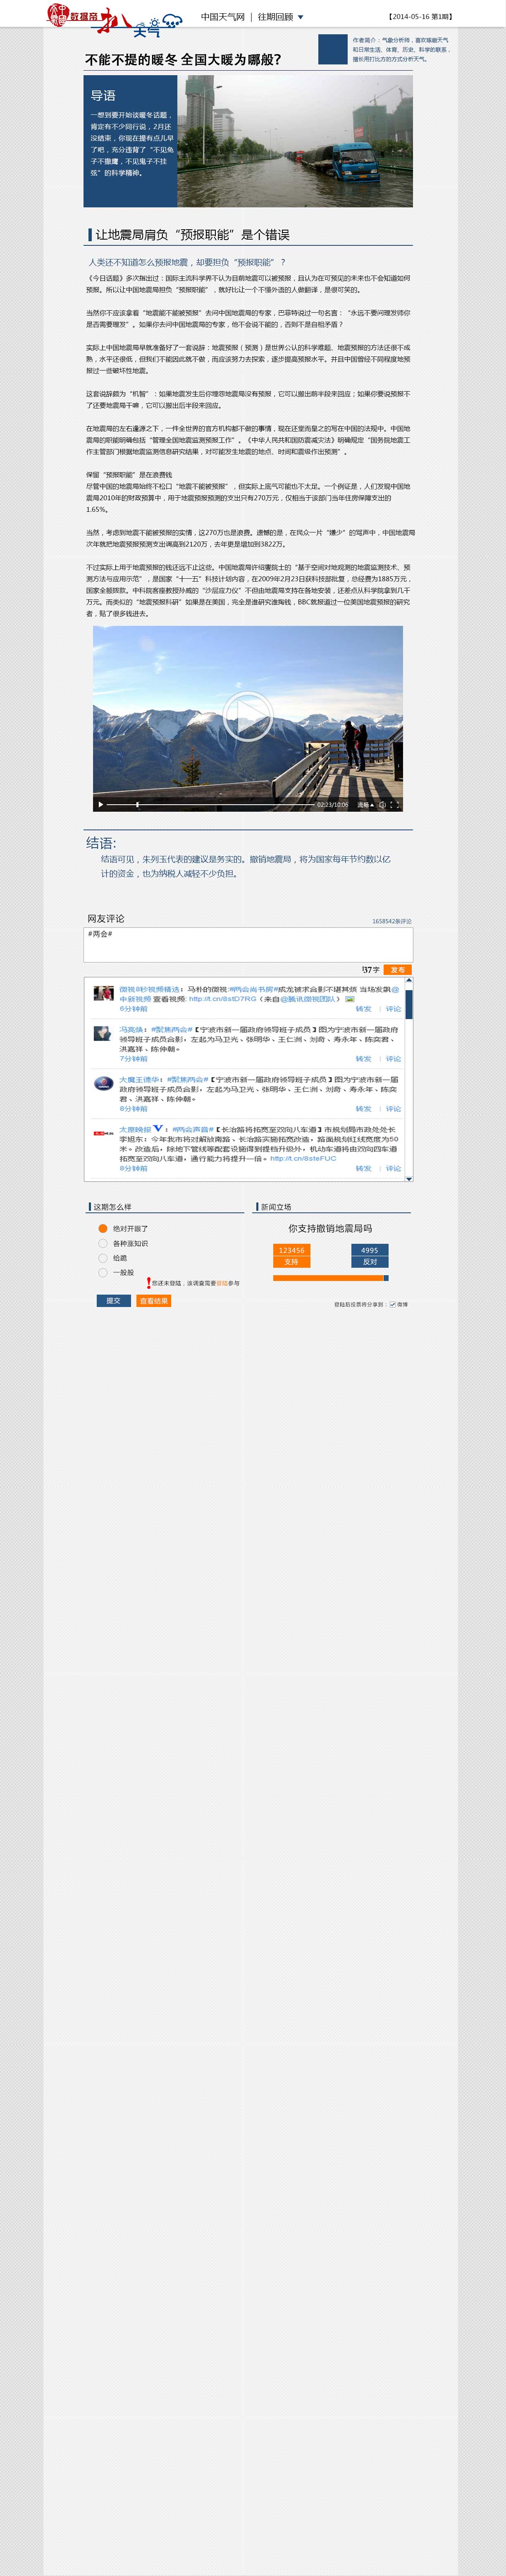 数据帝 扒 天气
中国天气网 | 往期回顾
【2014-05-16 第1期】
作者简介：气象分析师，喜欢琢磨天气
和日常生活、体育、历史、科学的联系，
擅长用打比方的方式分析天气。
不能不提的暖冬 全国大暖为哪般？
导语
一想到要开始谈暖冬话题，
肯定有不少同行说，2月还
没结束，你现在提有点儿早
了吧，充分违背了“不见兔
子不撒鹰，不见鬼子不挂
弦”的科学精神。
让地震局肩负“预报职能”是个错误
人类还不知道怎么预报地震，却要担负“预报职能”？
《今日话题》多次指出过：国际主流科学界不认为目前地震可以被预报，且认为在可预见的未来也不会知道如何
预报。所以让中国地震局担负“预报职能”，就好比让一个不懂外语的人做翻译，是很可笑的。
当然你不应该拿着“地震能不能被预报”去问中国地震局的专家，巴菲特说过一句名言：“永远不要问理发师你
是否需要理发”。如果你去问中国地震局的专家，他不会说不能的，否则不是自相矛盾？
实际上中国地震局早就准备好了一套说辞：地震预报（预测）是世界公认的科学难题、地震预报的方法还很不成
熟，水平还很低，但我们不能因此就不做，而应该努力去探索，逐步提高预报水平。并且中国曾经不同程度地预
报过一些破坏性地震。
这套说辞颇为“机智”：如果地震发生后你埋怨地震局没有预报，它可以搬出前半段来回应；如果你要说预报不
了还要地震局干嘛，它可以搬出后半段来回应。
在地震局的左右逢源之下，一件全世界的官方机构都不做的事情，现在还堂而皇之的写在中国的法规中。中国地
震局的职能明确包括“管理全国地震监测预报工作”。《中华人民共和国防震减灾法》明确规定“国务院地震工
作主管部门根据地震监测信息研究结果，对可能发生地震的地点、时间和震级作出预测”。
保留“预报职能”是在浪费钱
尽管中国的地震局始终不松口“地震不能被预报”，但实际上底气可能也不大足。一个例证是，人们发现中国地
震局2010年的财政预算中，用于地震预报预测的支出只有270万元，仅相当于该部门当年住房保障支出的
1.65%。
当然，考虑到地震不能被预报的实情，这270万也是浪费。遗憾的是，在民众一片“嫌少”的骂声中，中国地震局
次年就把地震预报预测支出调高到2120万，去年更是增加到3822万。
不过实际上用于地震预报的钱还远不止这些。中国地震局许绍燮院士的“基于空间对地观测的地震监测技术、预
测方法与应用示范”，是国家“十一五”科技计划内容，在2009年2月23日获科技部批复，总经费为1885万元，
国家全额拨款。中科院客座教授孙威的“沙层应力仪”不但由地震局支持在各地安装，还差点从科学院拿到几千
万元。而类似的“地震预报科研”如果是在美国，完全是谁研究谁掏钱，BBC就报道过一位英国地震预报的研究
者，贴了很多钱进去。
02:23/10:06 流畅
结语:
结语可见，朱列玉代表的建议是务实的。撤销地震局，将为国家每年节约数以亿
计的资金，也为纳税人减轻不少负担。
网友评论
1658542条评论
#两会#
137字 发布
微视8秒视频精选：马朴的微视:#两会尚书房#成龙被求合影不堪其烦 当场发飙@
中新视频 查看视频: http://t.cn/8stD7RG（来自@腾讯微视团队）
6分钟前 转发 | 评论
冯高焕：#聚焦两会#【宁波市新一届政府领导班子成员】图为宁波市新一届政府
领导班子成员合影，左起为马卫光、张明华、王仁洲、刘奇、寿永年、陈奕君、
洪嘉祥、陈仲朝。
7分钟前 转发 | 评论
大魔王德华：#聚焦两会#【宁波市新一届政府领导班子成员】图为宁波市新一届
政府领导班子成员合影，左起为马卫光、张明华、王仁洲、刘奇、寿永年、陈奕
君、洪嘉祥、陈仲朝。
8分钟前 转发 | 评论
太原晚报V：#两会声音#【长治路将拓宽至双向八车道】市规划局市政处处长
李旭东：今年我市将对解放南路、长治路实施拓宽改造，路面规划红线宽度为50
米。改造后，除地下管线等配套设施得到提档升级外，机动车道将由双向四车道
拓宽至双向八车道，通行能力将提升一倍。http://t.cn/8steFUC
8分钟前 转发 | 评论
这期怎么样
绝对开眼了
各种涨知识
给跪
一般般
!您还未登陆，该调查需要登陆参与
提交 查看结果
新闻立场
你支持撤销地震局吗
123456 4995
支持 反对
登陆后投票将分享到： 微博